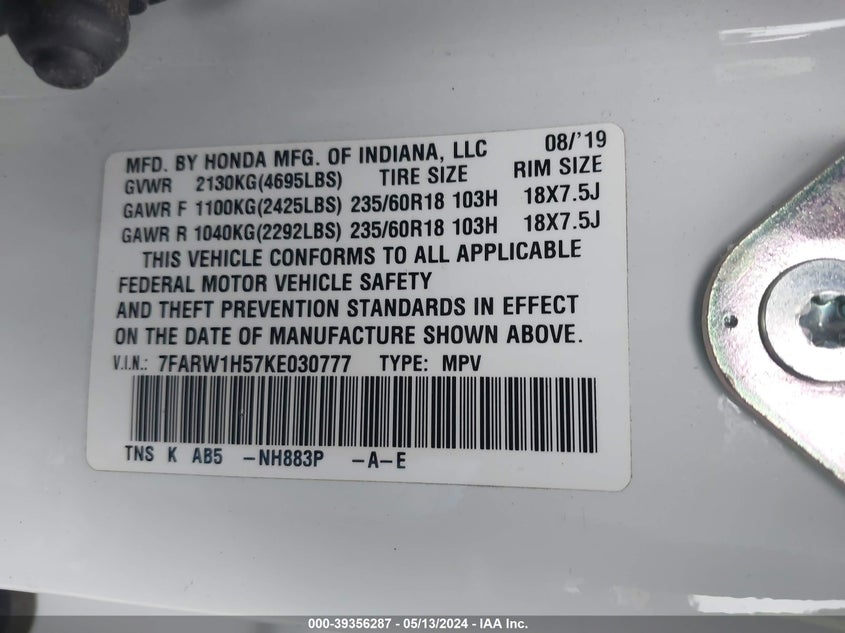 MFD. BY HONDA MFG. OF INDIANA, LLC 08/'19
GVWR 2130KG(4695LBS) TIRE SIZE RIM SIZE
GAWR F 1100KG(2425LBS) 235/60R18 103H 18X7.5J
GAWR R 1040KG(2292LBS) 235/60R18 103H 18X7.5J
THIS VEHICLE CONFORMS TO ALL APPLICABLE
FEDERAL MOTOR VEHICLE SAFETY
AND THEFT PREVENTION STANDARDS IN EFFECT
ON THE DATE OF MANUFACTURE SHOWN ABOVE.
V.I.N.: 7FARW1H57KE030777 TYPE: MPV
TNS K AB5 -NH883P -A-E
000-39356287 - 05/13/2024 - IAA Inc.